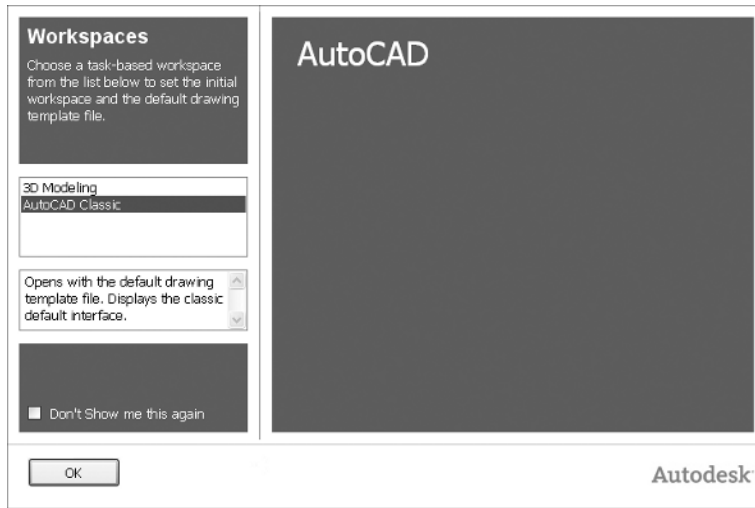 Workspaces
Choose a task-based workspace
from the list below to set the initial
workspace and the default drawing
template file.
3D Modeling
AutoCAD Classic
Opens with the default drawing
template file. Displays the classic
default interface.
Don't Show me this again
OK
AutoCAD
Autodesk